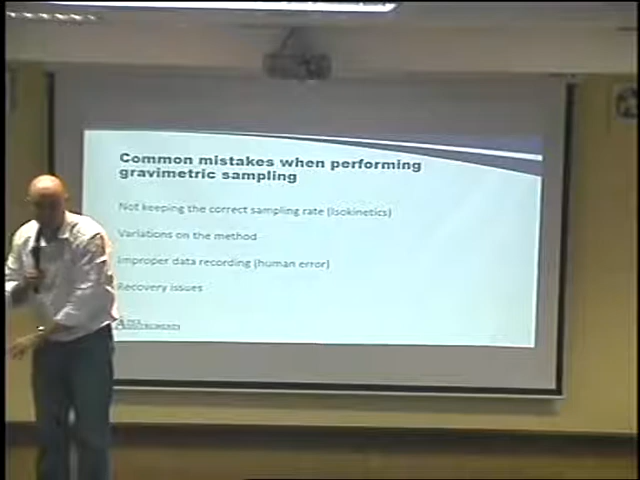 Common mistakes when performing
gravimetric sampling
Not keeping the correct sampling rate (Isokinetics)
Variations on the method
Improper data recording (human error)
Recovery issues